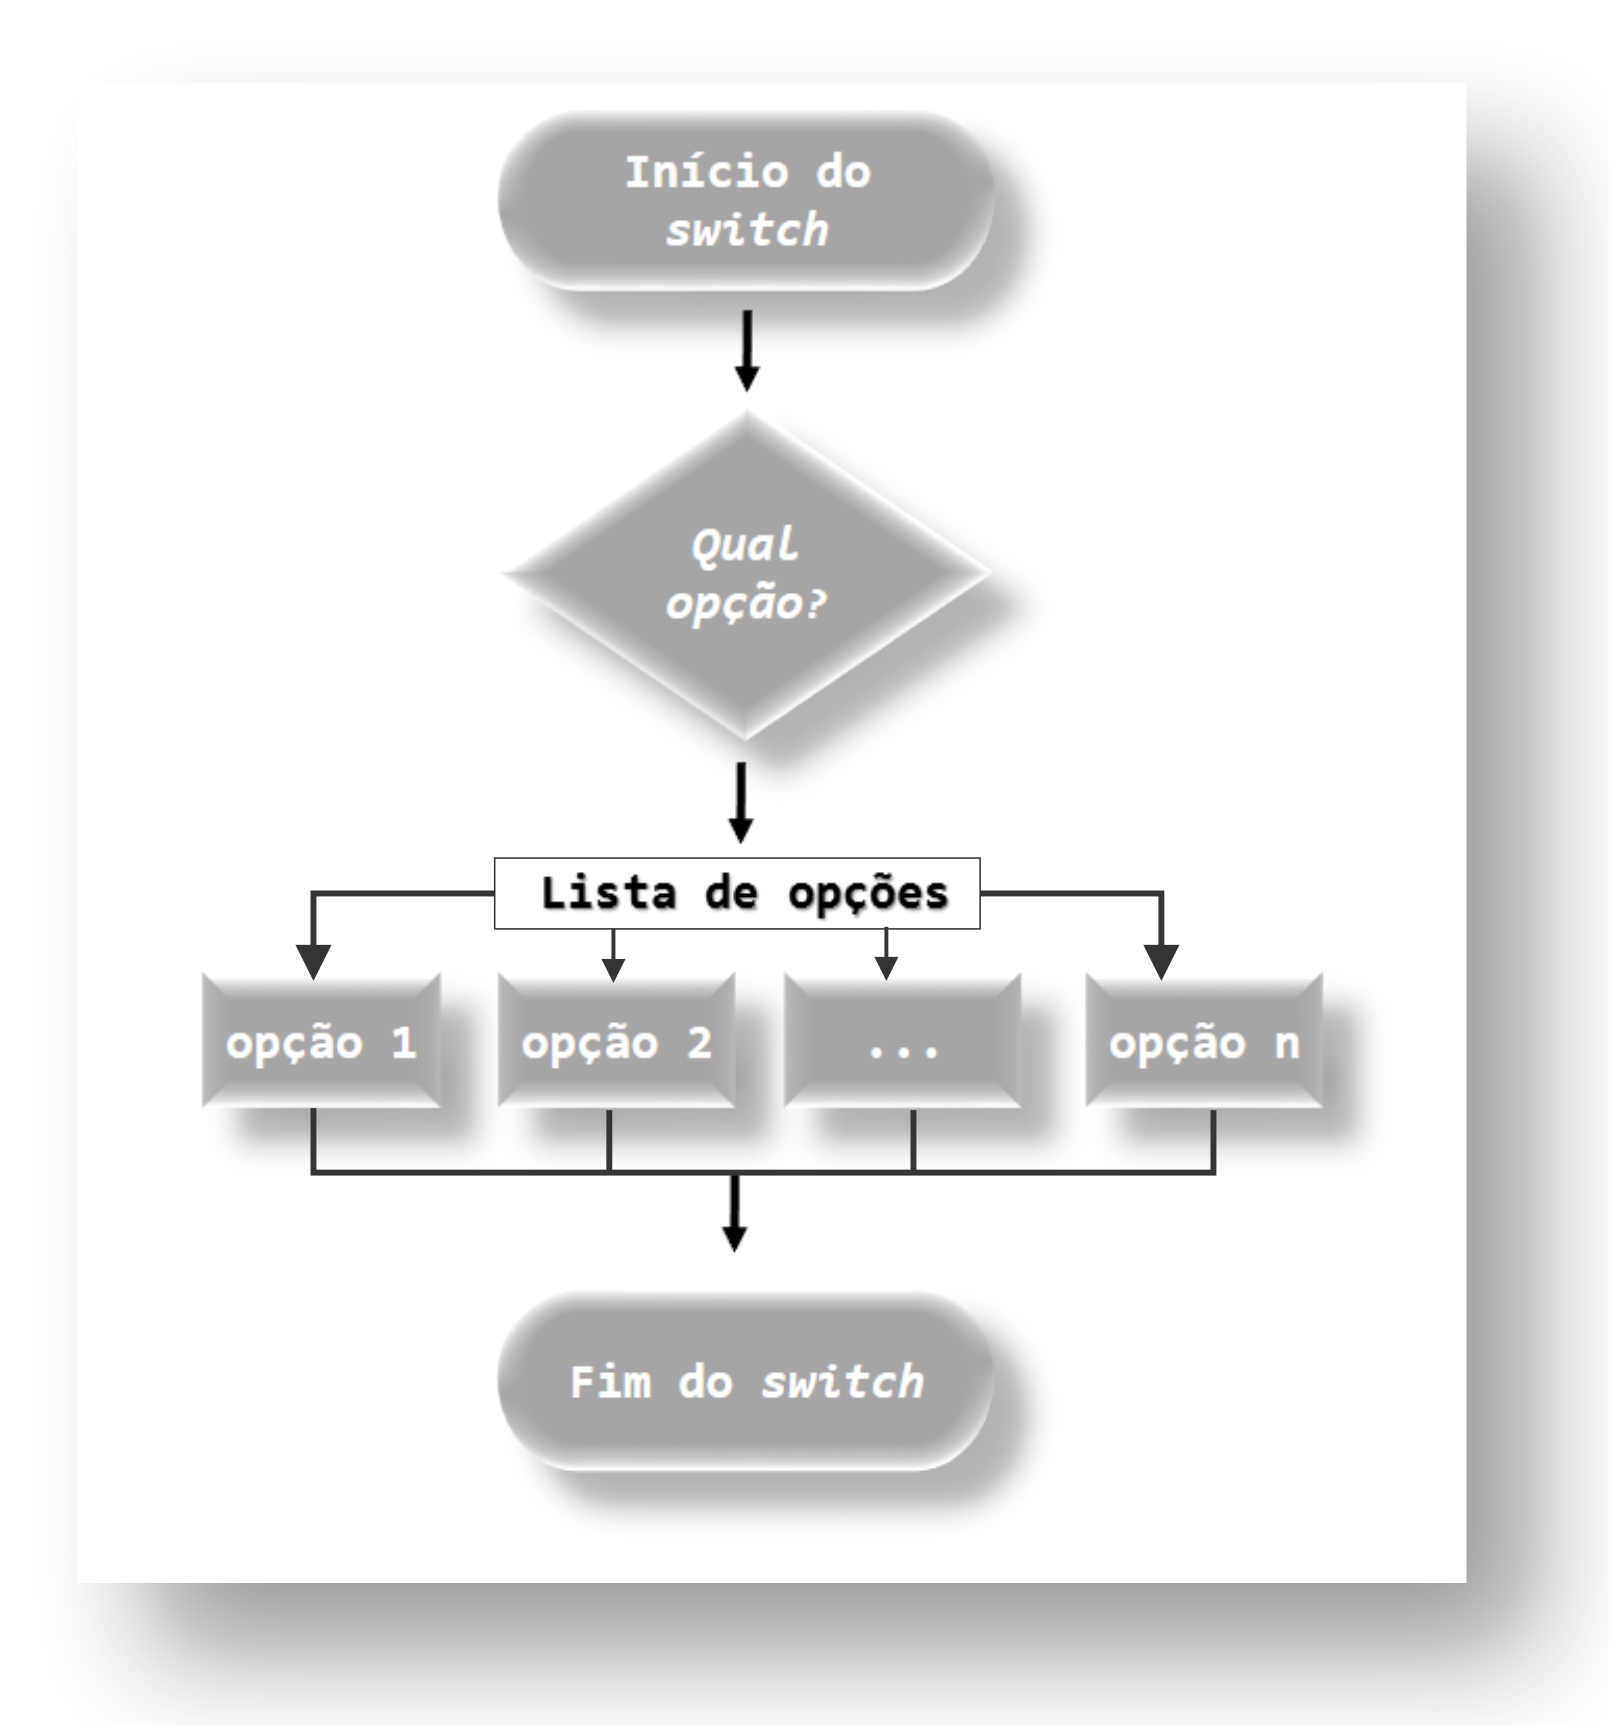 Início do
switch
Qual
opção?
Lista de opções
opção 1
opção 2
...
opção n
Fim do switch